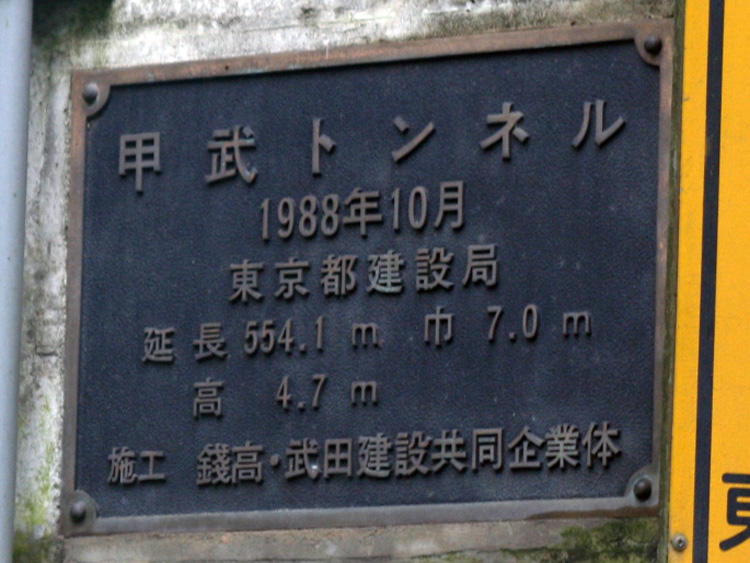 甲武トンネル
1988年10月
東京都建設局
延長 554.1 m 巾 7.0 m
高 4.7 m
施工 錢高・武田建設共同企業体
東